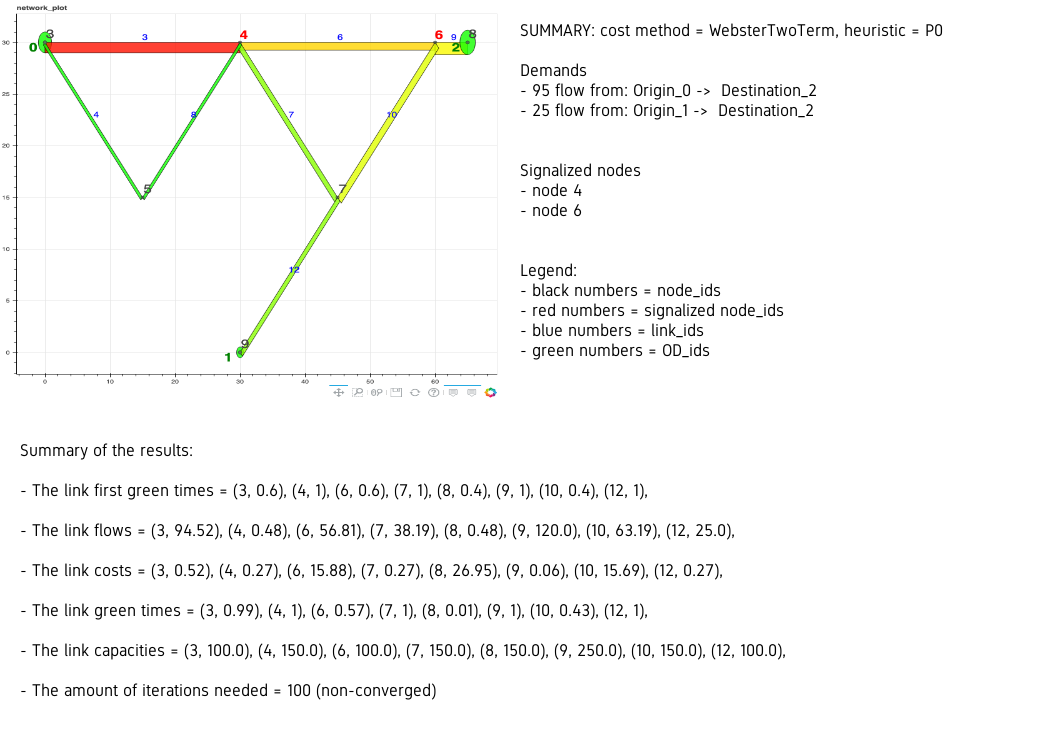 network_plot
SUMMARY: cost method = WebsterTwoTerm, heuristic = P0
Demands
- 95 flow from: Origin_0 -> Destination_2
- 25 flow from: Origin_1 -> Destination_2
Signalized nodes
- node 4
- node 6
Legend:
- black numbers = node_ids
- red numbers = signalized node_ids
- blue numbers = link_ids
- green numbers = OD_ids
3 4 6 8
0 3 6 9 2
4 8 7 10
5 7
12
9
1
30
25
20
15
10
5
0
0 10 20 30 40 50 60
Summary of the results:
- The link first green times = (3, 0.6), (4, 1), (6, 0.6), (7, 1), (8, 0.4), (9, 1), (10, 0.4), (12, 1),
- The link flows = (3, 94.52), (4, 0.48), (6, 56.81), (7, 38.19), (8, 0.48), (9, 120.0), (10, 63.19), (12, 25.0),
- The link costs = (3, 0.52), (4, 0.27), (6, 15.88), (7, 0.27), (8, 26.95), (9, 0.06), (10, 15.69), (12, 0.27),
- The link green times = (3, 0.99), (4, 1), (6, 0.57), (7, 1), (8, 0.01), (9, 1), (10, 0.43), (12, 1),
- The link capacities = (3, 100.0), (4, 150.0), (6, 100.0), (7, 150.0), (8, 150.0), (9, 250.0), (10, 150.0), (12, 100.0),
- The amount of iterations needed = 100 (non-converged)